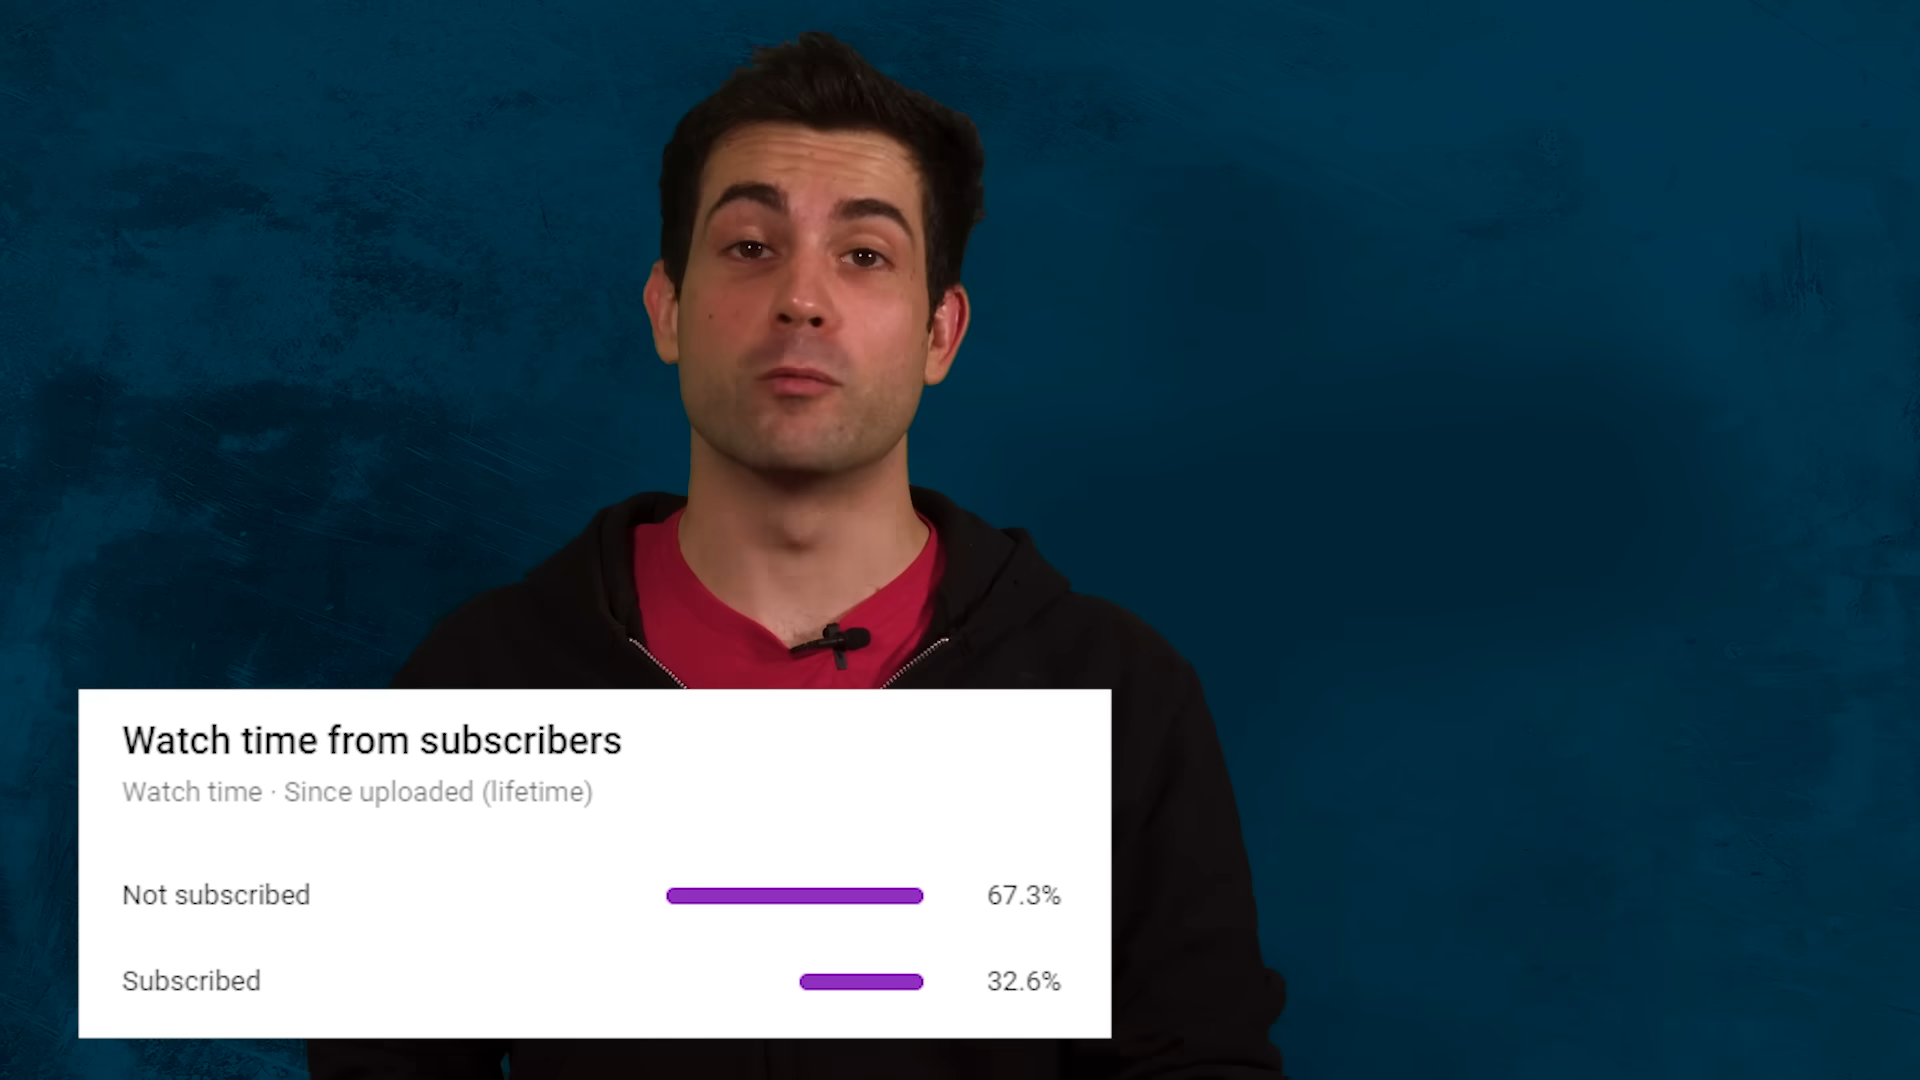 Watch time from subscribers
Watch time · Since uploaded (lifetime)
Not subscribed 67.3%
Subscribed 32.6%